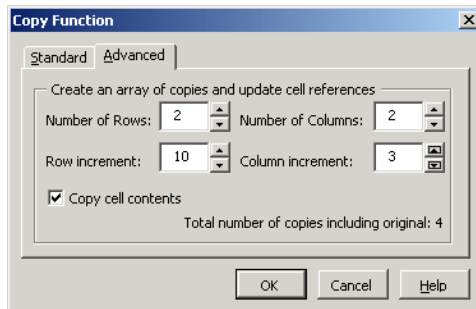 Copy Function
Standard Advanced
Create an array of copies and update cell references
Number of Rows: 2 Number of Columns: 2
Row increment: 10 Column increment: 3
Copy cell contents
Total number of copies including original: 4
OK Cancel Help